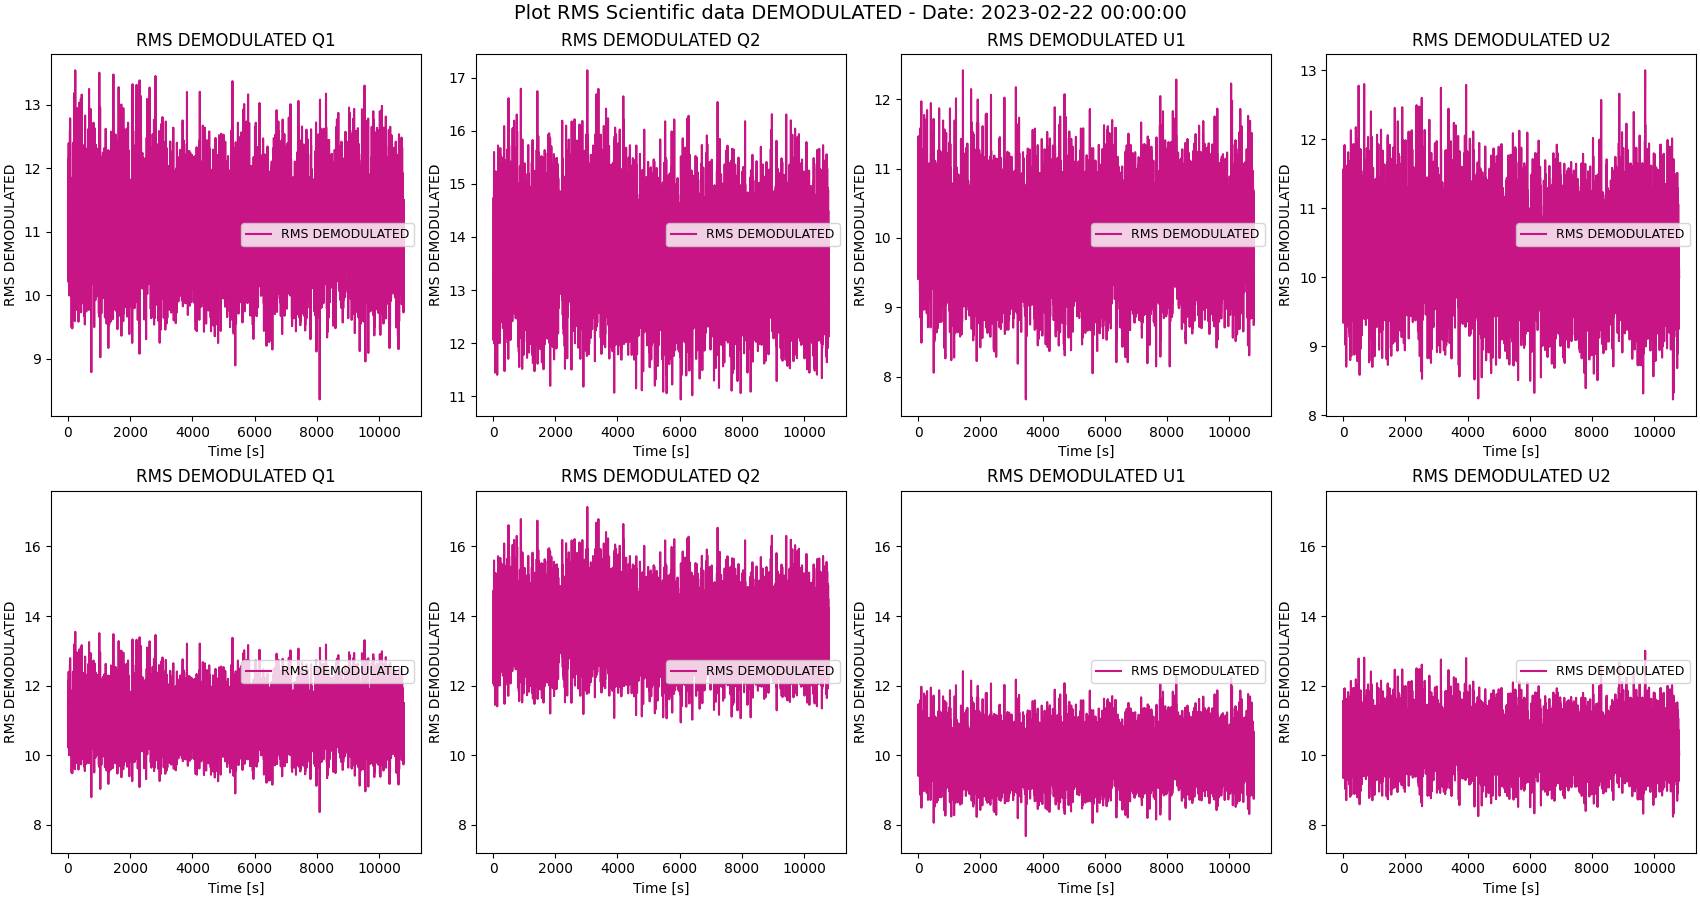 Plot RMS Scientific data DEMODULATED - Date: 2023-02-22 00:00:00
RMS DEMODULATED Q1
RMS DEMODULATED
13
12
11
10
9
RMS DEMODULATED
0 2000 4000 6000 8000 10000
Time [s]
RMS DEMODULATED Q2
RMS DEMODULATED
17
16
15
14
13
12
11
RMS DEMODULATED
0 2000 4000 6000 8000 10000
Time [s]
RMS DEMODULATED U1
RMS DEMODULATED
12
11
10
9
8
RMS DEMODULATED
0 2000 4000 6000 8000 10000
Time [s]
RMS DEMODULATED U2
RMS DEMODULATED
13
12
11
10
9
8
RMS DEMODULATED
0 2000 4000 6000 8000 10000
Time [s]
RMS DEMODULATED Q1
RMS DEMODULATED
16
14
12
10
8
RMS DEMODULATED
0 2000 4000 6000 8000 10000
Time [s]
RMS DEMODULATED Q2
RMS DEMODULATED
16
14
12
10
8
RMS DEMODULATED
0 2000 4000 6000 8000 10000
Time [s]
RMS DEMODULATED U1
RMS DEMODULATED
16
14
12
10
8
RMS DEMODULATED
0 2000 4000 6000 8000 10000
Time [s]
RMS DEMODULATED U2
RMS DEMODULATED
16
14
12
10
8
RMS DEMODULATED
0 2000 4000 6000 8000 10000
Time [s]